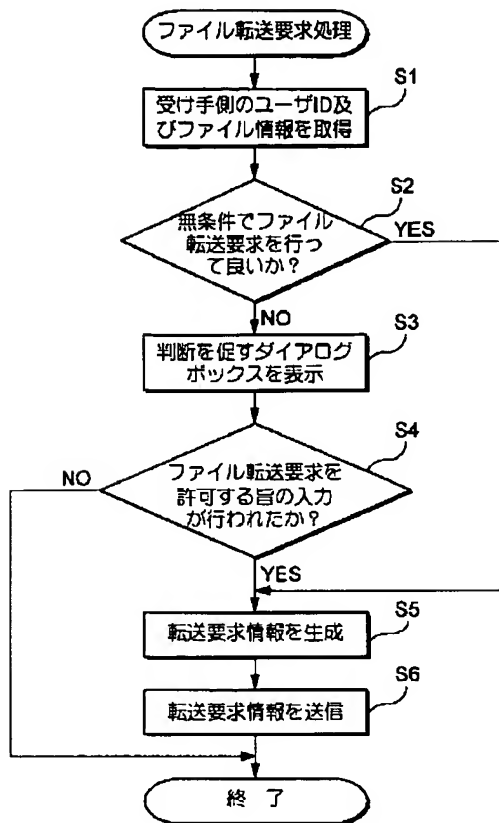 ファイル転送要求処理
S1
受け手側のユーザID及
びファイル情報を取得
S2
無条件でファイル
転送要求を行っ
て良いか？
YES
NO
S3
判断を促すダイアログ
ボックスを表示
S4
NO
ファイル転送要求を
許可する旨の入力
が行われたか？
YES
S5
転送要求情報を生成
S6
転送要求情報を送信
終 了